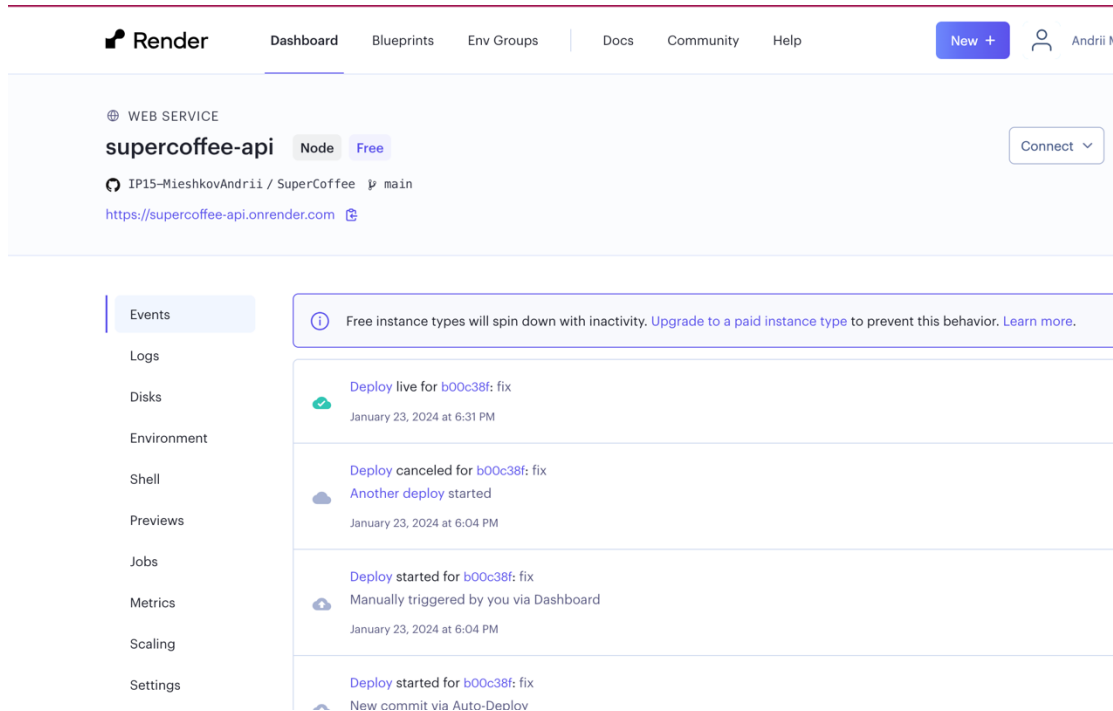 Render Dashboard Blueprints Env Groups Docs Community Help New + Andrii M
WEB SERVICE
supercoffee-api Node Free
Connect
IP15-MieshkovAndrii / SuperCoffee main
https://supercoffee-api.onrender.com
Events
Logs
Disks
Environment
Shell
Previews
Jobs
Metrics
Scaling
Settings
Free instance types will spin down with inactivity. Upgrade to a paid instance type to prevent this behavior. Learn more.
Deploy live for b00c38f: fix
January 23, 2024 at 6:31 PM
Deploy canceled for b00c38f: fix
Another deploy started
January 23, 2024 at 6:04 PM
Deploy started for b00c38f: fix
Manually triggered by you via Dashboard
January 23, 2024 at 6:04 PM
Deploy started for b00c38f: fix
New commit via Auto-Deploy